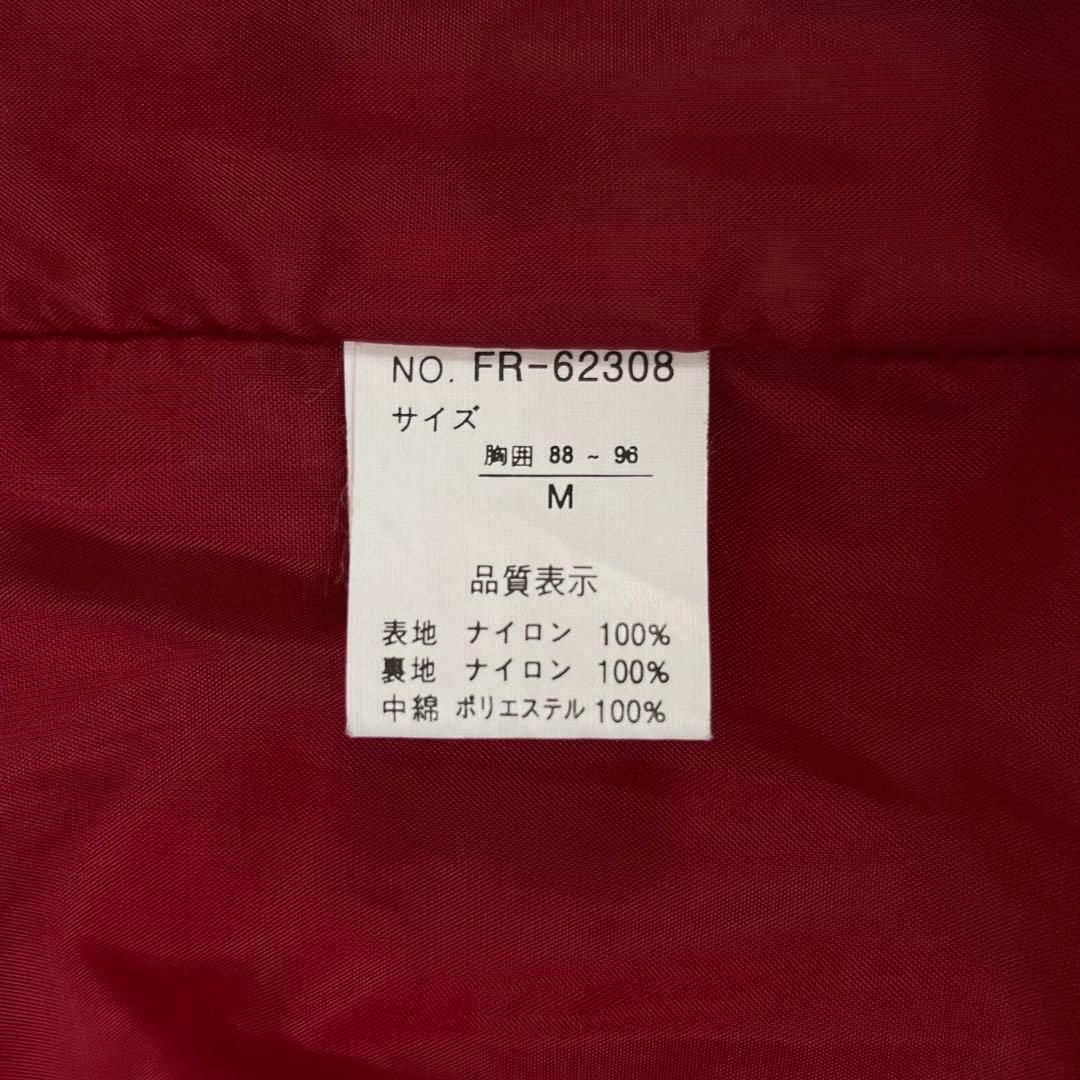 NO. FR-62308
サイズ
胸囲 88 ~ 96
M
品質表示
表地 ナイロン 100%
裏地 ナイロン 100%
中綿 ポリエステル 100%